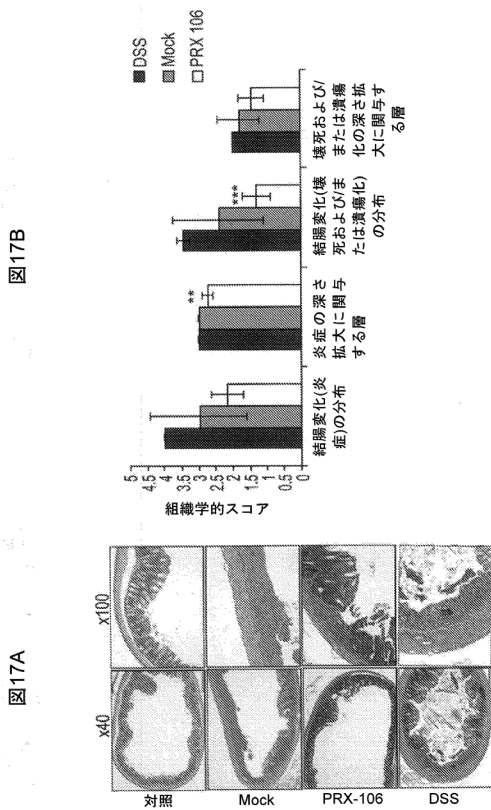 図17A
x40
x100
対照
Mock
PRX-106
DSS
図17B
DSS
Mock
PRX 106
組織学的スコア
5
4.5
4
3.5
3
2.5
2
1.5
1
0.5
0
**
***
結腸変化(炎
症)の分布
炎症の深さ
拡大に関与
する層
結腸変化(壊
死および/ま
たは潰瘍化)
の分布
壊死および/
または潰瘍
化の深さ拡
大に関与す
る層